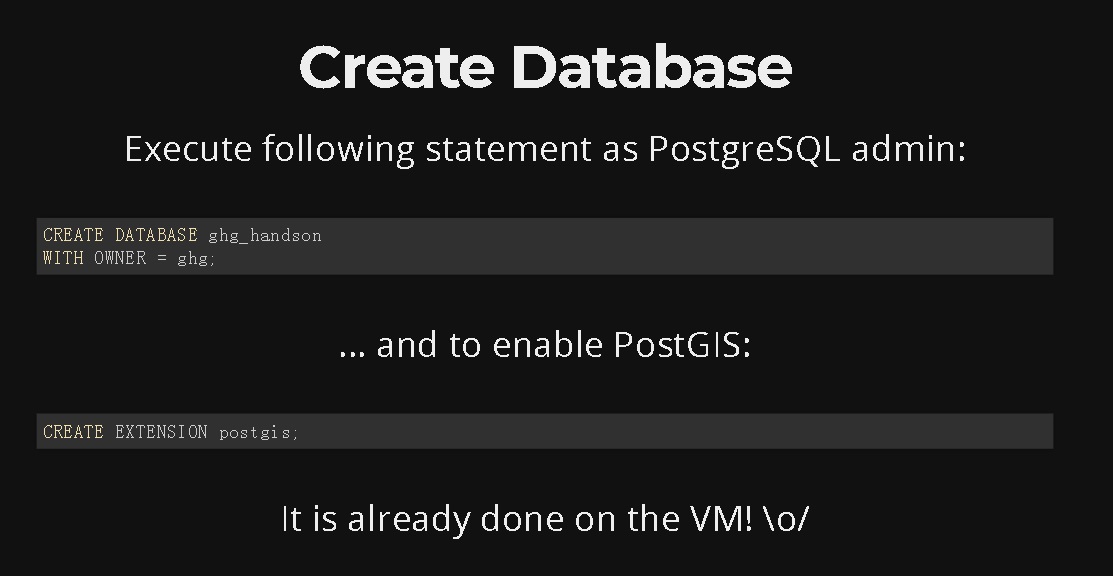 Create Database
Execute following statement as PostgreSQL admin:
CREATE DATABASE ghg_handson
WITH OWNER = ghg;
... and to enable PostGIS:
CREATE EXTENSION postgis;
It is already done on the VM! \o/